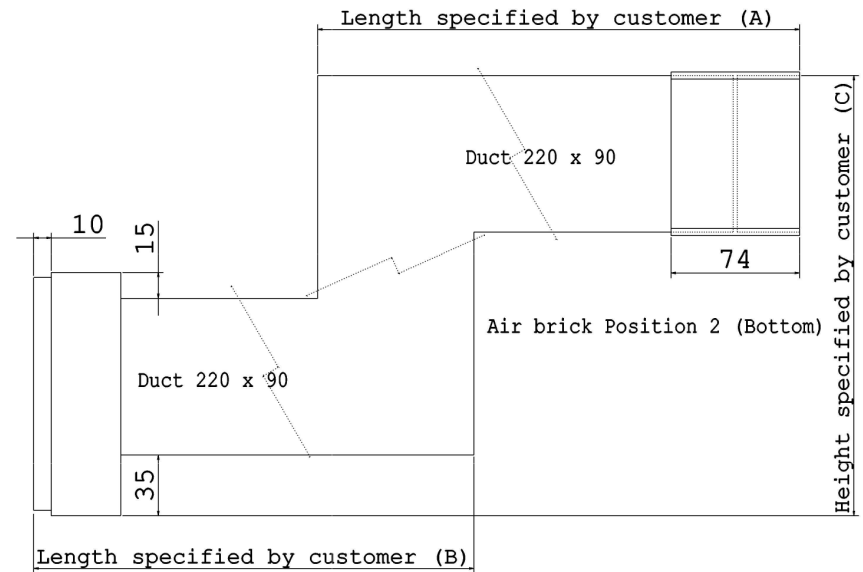 Length specified by customer (A)
Duct 220 x 90
Height specified by customer (C)
10
15
74
Air brick Position 2 (Bottom)
Duct 220 x 90
35
Length specified by customer (B)